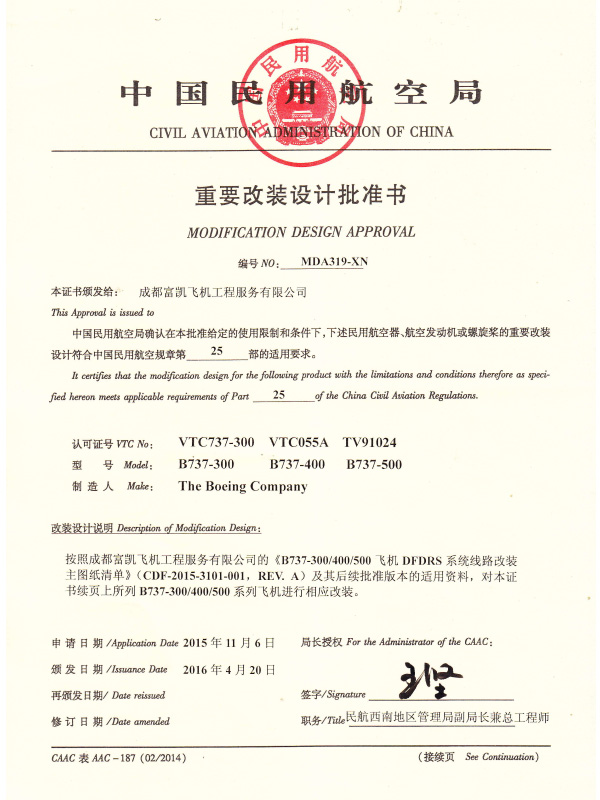 中国民用航空局
中国民用航空局
CIVIL AVIATION ADMINISTRATION OF CHINA
重要改装设计批准书
MODIFICATION DESIGN APPROVAL
编号 NO: MDA319-XN
本证书颁发给: 成都富凯飞机工程服务有限公司
This Approval is issued to
中国民用航空局确认在本批准给定的使用限制和条件下,下述民用航空器、航空发动机或螺旋桨的重要改装
设计符合中国民用航空规章第 25 部的适用要求。
It certifies that the modification design for the following product with the limitations and conditions therefore as speci-
fied hereon meets applicable requirements of Part 25 of the China Civil Aviation Regulations.
认可证号 VTC No: VTC737-300 VTC055A TV91024
型 号 Model: B737-300 B737-400 B737-500
制 造 人 Make: The Boeing Company
改装设计说明 Description of Modification Design:
按照成都富凯飞机工程服务有限公司的《B737-300/400/500 飞机 DFDRS 系统线路改装
主图纸清单》(CDF-2015-3101-001, REV. A) 及其后续批准版本的适用资料, 对本证
书续页上所列 B737-300/400/500 系列飞机进行相应改装。
申 请 日 期 /Application Date 2015 年 11 月 6 日
局长授权 For the Administrator of the CAAC:
颁 发 日 期 /Issuance Date 2016 年 4 月 20 日
再颁发日期/ Date reissued
签字/Signature 王坚
修 订 日 期 / Date amended
职务/Title 民航西南地区管理局副局长兼总工程师
CAAC 表 AAC-187 (02/2014)
(接续页 See Continuation)